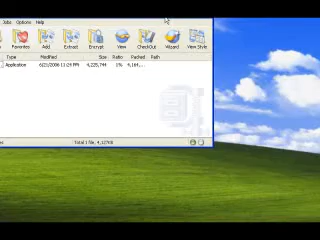 Jobs Options Help
Favorites Add Extract Encrypt View CheckOut Wizard View Style
Type Modified Size Ratio Packed Path
Application 6/21/2006 11:24 PM 4,225,744 1% 4,164,...
Total 1 file, 4,127KB